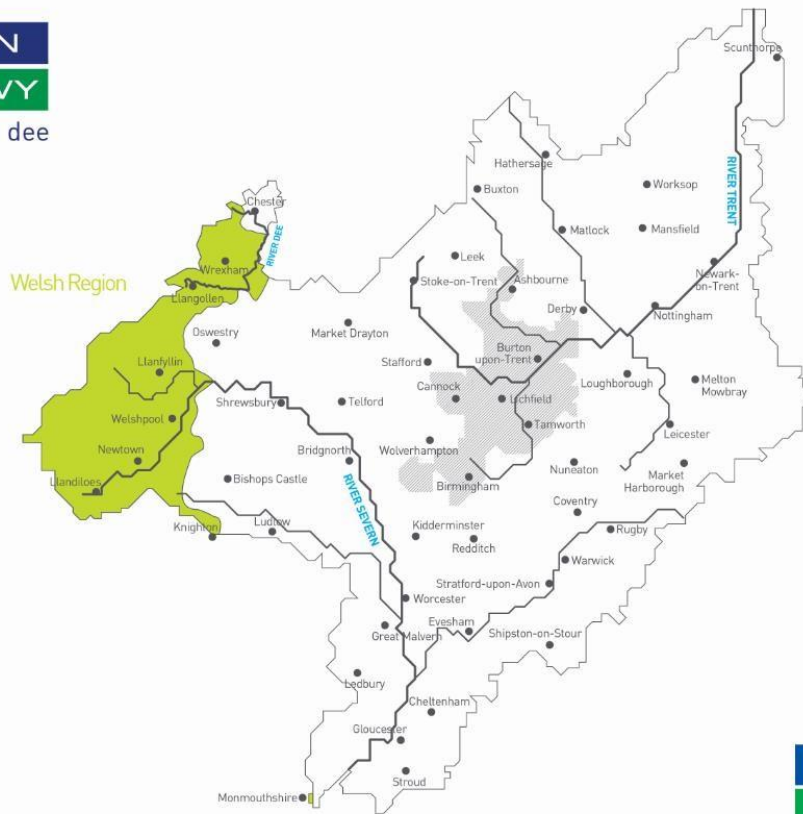 N
VY
dee
Scunthorpe
Hathersage
Buxton
Worksop
RIVER TRENT
Chester
RIVER DEE
Matlock
Mansfield
Leek
Wrexham
Welsh Region
Stoke-on-Trent
Ashbourne
Newark-
on-Trent
Llangollen
Derby
Nottingham
Oswestry
Market Drayton
Stafford
Burton
upon-Trent
Llanfyllin
Loughborough
Melton
Mowbray
Shrewsbury
Telford
Cannock
Lichfield
Welshpool
Tamworth
Leicester
Newtown
Bridgnorth
Wolverhampton
Nuneaton
Market
Harborough
Llandiloes
Bishops Castle
Birmingham
RIVER SEVERN
Coventry
Knighton
Ludlow
Kidderminster
Redditch
Rugby
Warwick
Stratford-upon-Avon
Worcester
Evesham
Great Malvern
Shipston-on-Stour
Ledbury
Cheltenham
Gloucester
Stroud
Monmouthshire